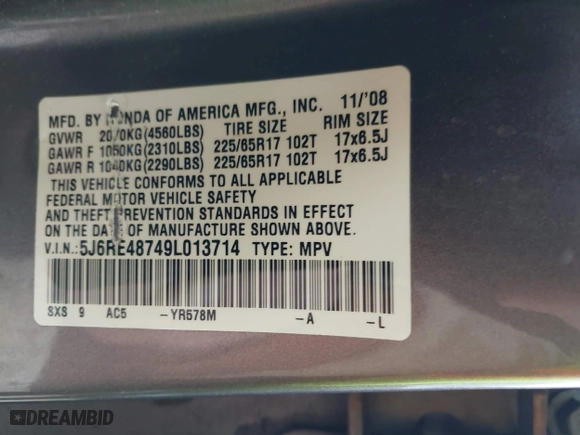 MFD. BY HONDA OF AMERICA MFG., INC. 11/'08
GVWR 2070KG(4560LBS) TIRE SIZE RIM SIZE
GAWR F 1050KG(2310LBS) 225/65R17 102T 17x6.5J
GAWR R 1040KG(2290LBS) 225/65R17 102T 17x6.5J
THIS VEHICLE CONFORMS TO ALL APPLICABLE
FEDERAL MOTOR VEHICLE SAFETY
AND THEFT PREVENTION STANDARDS IN EFFECT
ON THE DATE OF MANUFACTURE SHOWN ABOVE.
V.I.N.: 5J6RE48749L013714 TYPE: MPV
SXS 9 AC5 -YR578M -A -L
DREAMBID